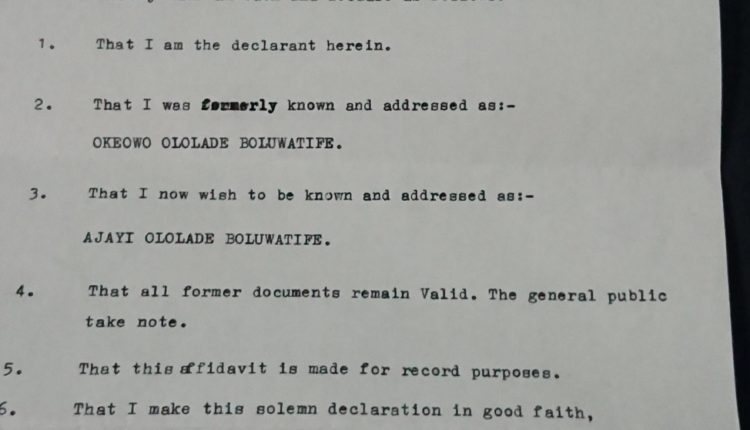 1. That I am the declarant herein.
2. That I was formerly known and addressed as:-
OKEOWO OLOLADE BOLUWATIFE.
3. That I now wish to be known and addressed as:-
AJAYI OLOLADE BOLUWATIFE.
4. That all former documents remain Valid. The general public
take note.
5. That this affidavit is made for record purposes.
6. That I make this solemn declaration in good faith,